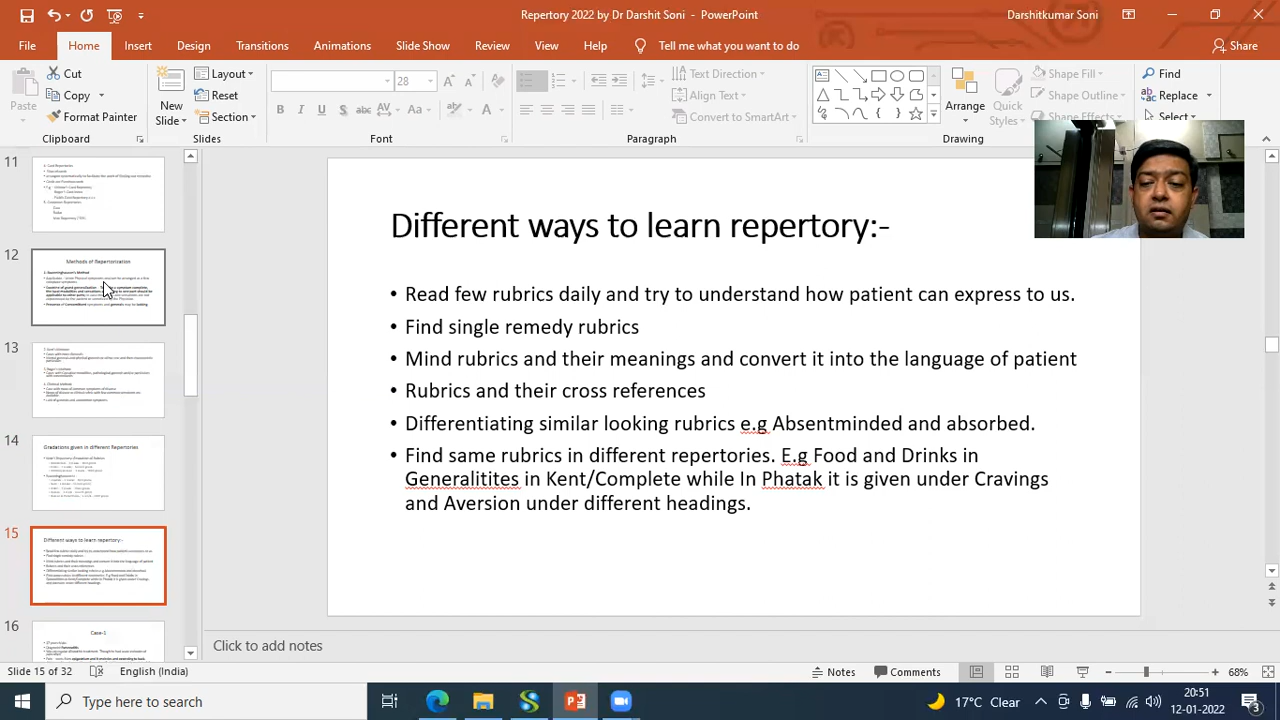 Repertory 2022 by Dr Darshit Soni - PowerPoint
Darshitkumar Soni
File Home Insert Design Transitions Animations Slide Show Review View Help Tell me what you want to do
Share
Paste
Cut
Copy
Format Painter
Clipboard
New
Slide
Layout
Reset
Section
Slides
28
B I U S abc AV Aa ab A
Font
Text Direction
Align Text
Convert to SmartArt
Paragraph
Arrange
Quick
Styles
Shape Fill
Shape Outline
Shape Effects
Drawing
Find
Replace
Select
11
12
Methods of Repertorization
13
14
Gradations given in different Repertories
15
Different ways to learn repertory:-
16
Case-1
Different ways to learn repertory:-
• Read few rubrics daily and try to understand how patient can express to us.
• Find single remedy rubrics
• Mind rubrics and their meanings and convert it into the language of patient
• Rubrics and their cross references
• Differentiating similar looking rubrics e.g Absentminded and absorbed.
• Find same rubrics in different repertories. E.g Food and Drinks in
Generalitites in Kent/Complete while in Phatak it is given under Cravings
and Aversion under different headings.
Click to add notes
Slide 15 of 32
English (India)
Notes
Comments
68%
Type here to search
17°C Clear
20:51
12-01-2022
3